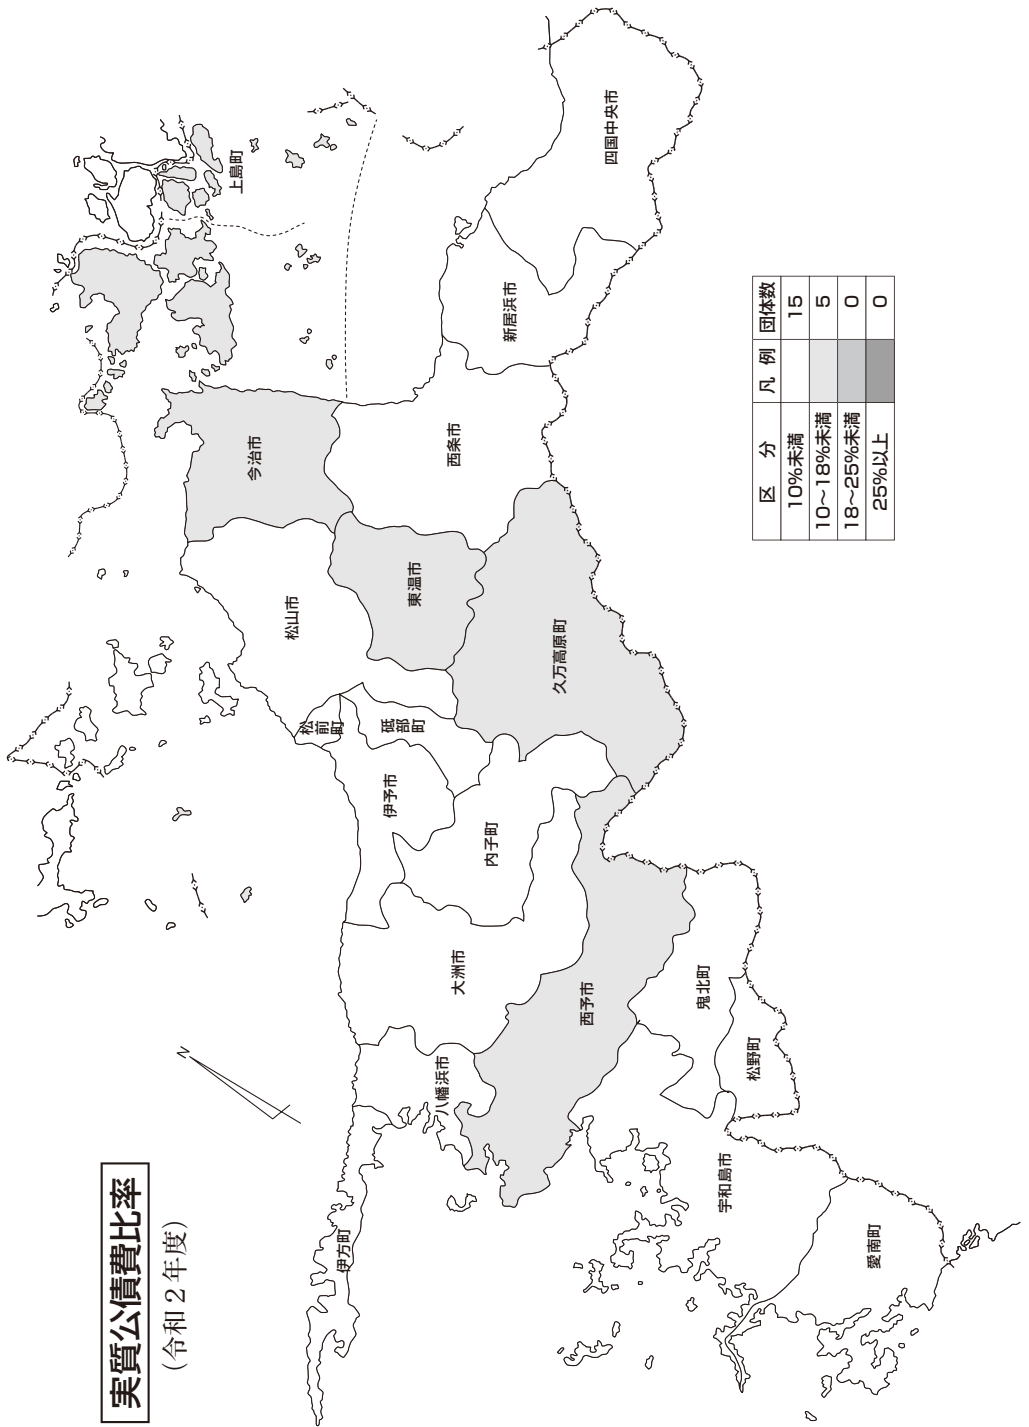 実質公債費比率
(令和２年度)
上島町
四国中央市
新居浜市
西条市
今治市
東温市
松山市
久万高原町
松前町
砥部町
伊予市
内子町
大洲市
西予市
八幡浜市
伊方町
鬼北町
松野町
宇和島市
愛南町
N
区 分 凡 例 団体数
10%未満 15
10～18%未満 5
18～25%未満 0
25%以上 0